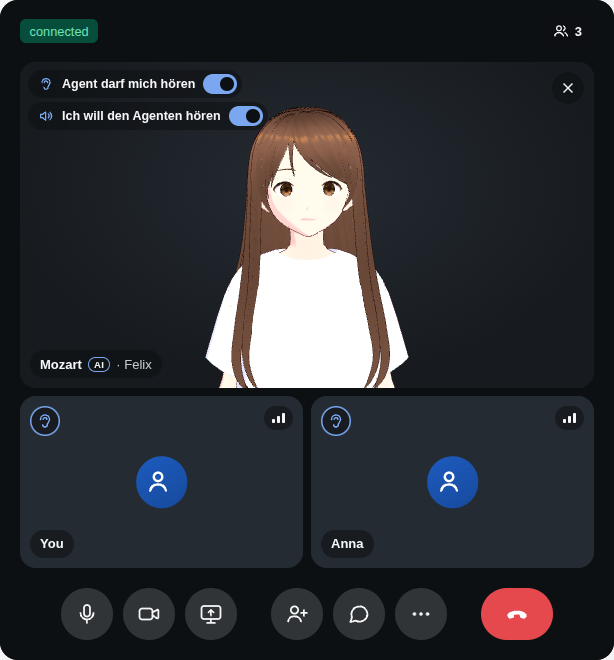 connected
3
Agent darf mich hören
Ich will den Agenten hören
Mozart AI · Felix
You
Anna